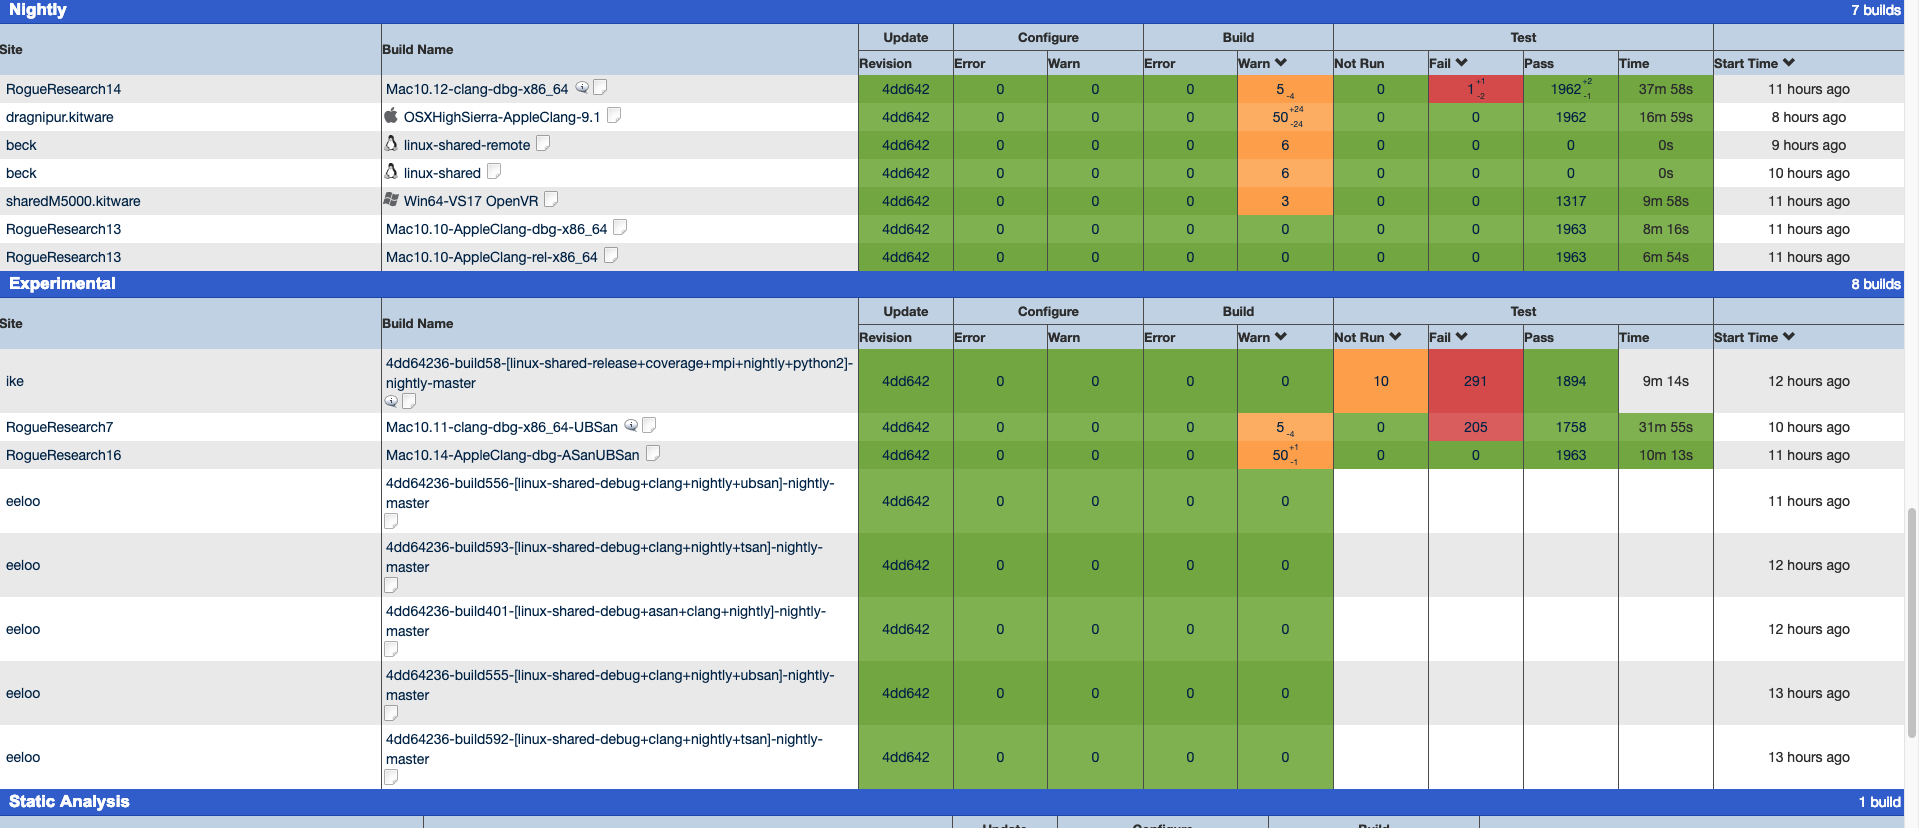 Nightly 7 builds
Site Build Name Update Configure Build Test
Revision Error Warn Error Warn Not Run Fail Pass Time Start Time
RogueResearch14 Mac10.12-clang-dbg-x86_64 4dd642 0 0 0 5 -4 0 1 +1 -2 1962 +2 -1 37m 58s 11 hours ago
dragnipur.kitware OSXHighSierra-AppleClang-9.1 4dd642 0 0 0 50 +24 -24 0 0 1962 16m 59s 8 hours ago
beck linux-shared-remote 4dd642 0 0 0 6 0 0 0 0s 9 hours ago
beck linux-shared 4dd642 0 0 0 6 0 0 0 0s 10 hours ago
sharedM5000.kitware Win64-VS17 OpenVR 4dd642 0 0 0 3 0 0 1317 9m 58s 11 hours ago
RogueResearch13 Mac10.10-AppleClang-dbg-x86_64 4dd642 0 0 0 0 0 0 1963 8m 16s 11 hours ago
RogueResearch13 Mac10.10-AppleClang-rel-x86_64 4dd642 0 0 0 0 0 0 1963 6m 54s 11 hours ago
Experimental 8 builds
Site Build Name Update Configure Build Test
Revision Error Warn Error Warn Not Run Fail Pass Time Start Time
4dd64236-build58-[linux-shared-release+coverage+mpi+nightly+python2]-
nightly-master
ike 4dd642 0 0 0 0 10 291 1894 9m 14s 12 hours ago
RogueResearch7 Mac10.11-clang-dbg-x86_64-UBSan 4dd642 0 0 0 5 -4 0 205 1758 31m 55s 10 hours ago
RogueResearch16 Mac10.14-AppleClang-dbg-ASanUBSan 4dd642 0 0 0 50 +1 -1 0 0 1963 10m 13s 11 hours ago
4dd64236-build556-[linux-shared-debug+clang+nightly+ubsan]-nightly-
master
eeloo 4dd642 0 0 0 0 11 hours ago
4dd64236-build593-[linux-shared-debug+clang+nightly+tsan]-nightly-
master
eeloo 4dd642 0 0 0 0 12 hours ago
4dd64236-build401-[linux-shared-debug+asan+clang+nightly]-nightly-
master
eeloo 4dd642 0 0 0 0 12 hours ago
4dd64236-build555-[linux-shared-debug+clang+nightly+ubsan]-nightly-
master
eeloo 4dd642 0 0 0 0 13 hours ago
4dd64236-build592-[linux-shared-debug+clang+nightly+tsan]-nightly-
master
eeloo 4dd642 0 0 0 0 13 hours ago
Static Analysis 1 build
Update Configure Build